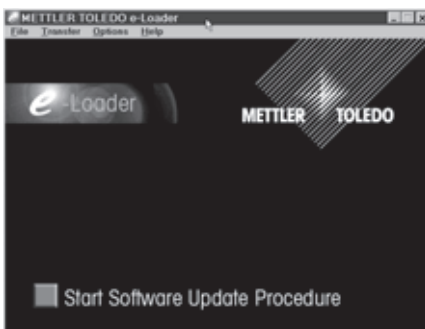 METTLER TOLEDO e-Loader
File Transfer Options Help
e-Loader
METTLER TOLEDO
Start Software Update Procedure